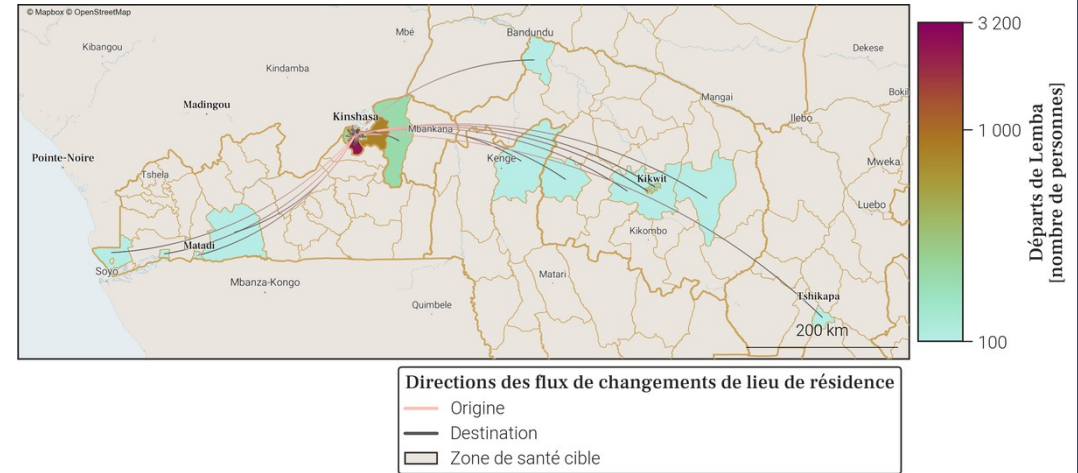 © Mapbox © OpenStreetMap
Kibangou
Mbé
Bandundu
Dekese
Kindamba
Mangai
Bokil
Madingou
Kinshasa
Mbankana
Ilebo
Pointe-Noire
Tshela
Kenge
Kikwit
Mweka
Luebo
Kikombo
Matadi
Soyo
Mbanza-Kongo
Matari
Quimbele
Tshikapa
200 km
3 200
1 000
100
Départs de Lemba
[nombre de personnes]
Directions des flux de changements de lieu de résidence
Origine
Destination
Zone de santé cible